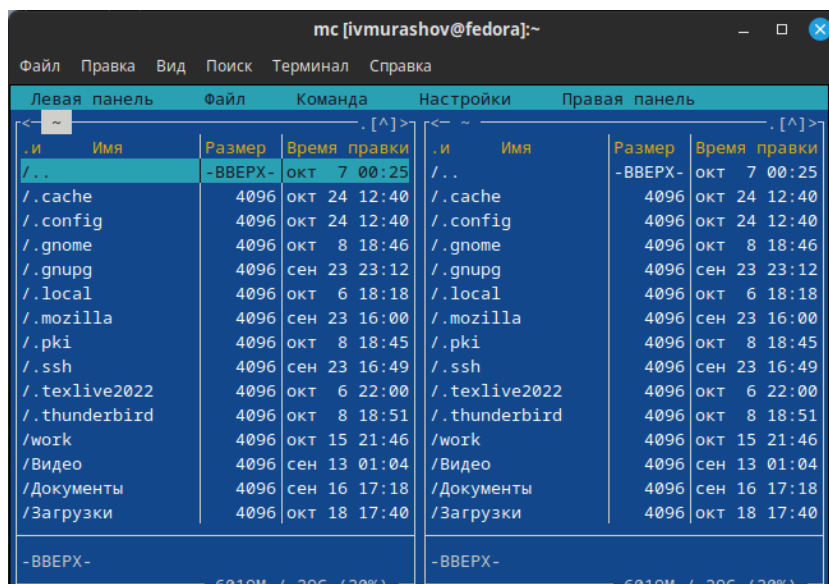 mc [ivmurashov@fedora]:~
Файл Правка Вид Поиск Терминал Справка
Левая панель Файл Команда Настройки Правая панель
<— ~ .[^]> <— ~ .[^]>
.и Имя Размер Время правки .и Имя Размер Время правки
/.. -ВВЕРХ- окт 7 00:25 /.. -ВВЕРХ- окт 7 00:25
/.cache 4096 окт 24 12:40 /.cache 4096 окт 24 12:40
/.config 4096 окт 24 12:40 /.config 4096 окт 24 12:40
/.gnome 4096 окт 8 18:46 /.gnome 4096 окт 8 18:46
/.gnupg 4096 сен 23 23:12 /.gnupg 4096 сен 23 23:12
/.local 4096 окт 6 18:18 /.local 4096 окт 6 18:18
/.mozilla 4096 сен 23 16:00 /.mozilla 4096 сен 23 16:00
/.pki 4096 окт 8 18:45 /.pki 4096 окт 8 18:45
/.ssh 4096 сен 23 16:49 /.ssh 4096 сен 23 16:49
/.texlive2022 4096 окт 6 22:00 /.texlive2022 4096 окт 6 22:00
/.thunderbird 4096 окт 8 18:51 /.thunderbird 4096 окт 8 18:51
/work 4096 окт 15 21:46 /work 4096 окт 15 21:46
/Видео 4096 сен 13 01:04 /Видео 4096 сен 13 01:04
/Документы 4096 сен 16 17:18 /Документы 4096 сен 16 17:18
/Загрузки 4096 окт 18 17:40 /Загрузки 4096 окт 18 17:40
-ВВЕРХ- -ВВЕРХ-